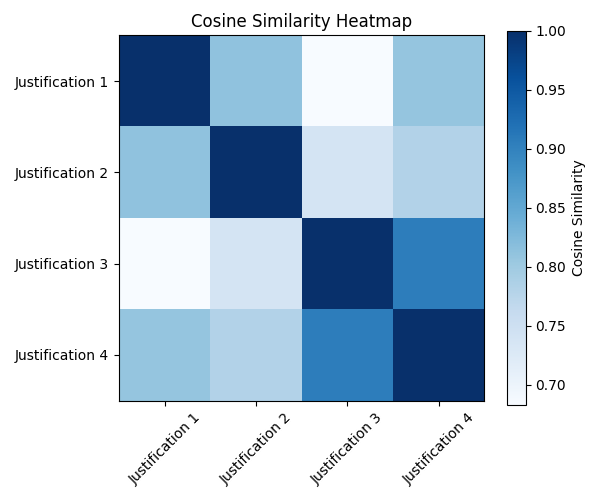 Cosine Similarity Heatmap
Justification 1
Justification 2
Justification 3
Justification 4
Justification 1
Justification 2
Justification 3
Justification 4
1.00
0.95
0.90
0.85
0.80
0.75
0.70
Cosine Similarity